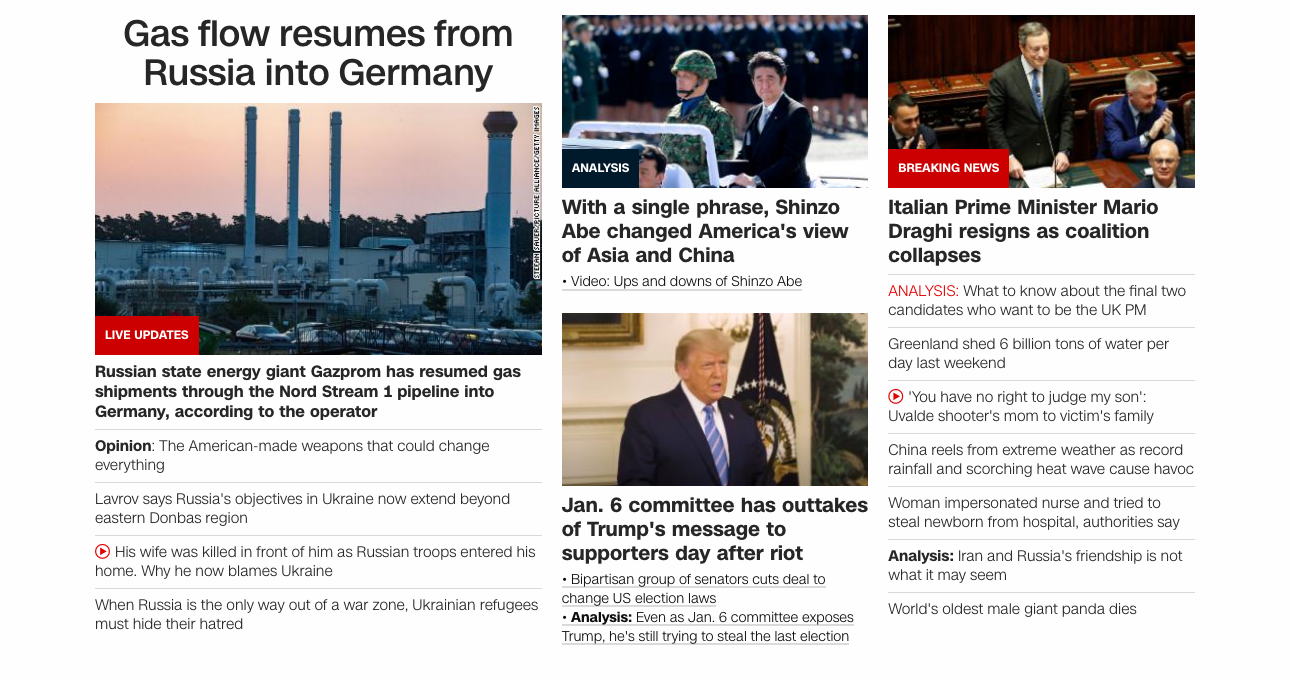 Gas flow resumes from
Russia into Germany
STEFAN SAUER/PICTURE ALLIANCE/GETTY IMAGES
LIVE UPDATES
Russian state energy giant Gazprom has resumed gas
shipments through the Nord Stream 1 pipeline into
Germany, according to the operator
Opinion: The American-made weapons that could change
everything
Lavrov says Russia's objectives in Ukraine now extend beyond
eastern Donbas region
His wife was killed in front of him as Russian troops entered his
home. Why he now blames Ukraine
When Russia is the only way out of a war zone, Ukrainian refugees
must hide their hatred
ANALYSIS
With a single phrase, Shinzo
Abe changed America's view
of Asia and China
• Video: Ups and downs of Shinzo Abe
Jan. 6 committee has outtakes
of Trump's message to
supporters day after riot
• Bipartisan group of senators cuts deal to
change US election laws
• Analysis: Even as Jan. 6 committee exposes
Trump, he's still trying to steal the last election
BREAKING NEWS
Italian Prime Minister Mario
Draghi resigns as coalition
collapses
ANALYSIS: What to know about the final two
candidates who want to be the UK PM
Greenland shed 6 billion tons of water per
day last weekend
'You have no right to judge my son':
Uvalde shooter's mom to victim's family
China reels from extreme weather as record
rainfall and scorching heat wave cause havoc
Woman impersonated nurse and tried to
steal newborn from hospital, authorities say
Analysis: Iran and Russia's friendship is not
what it may seem
World's oldest male giant panda dies